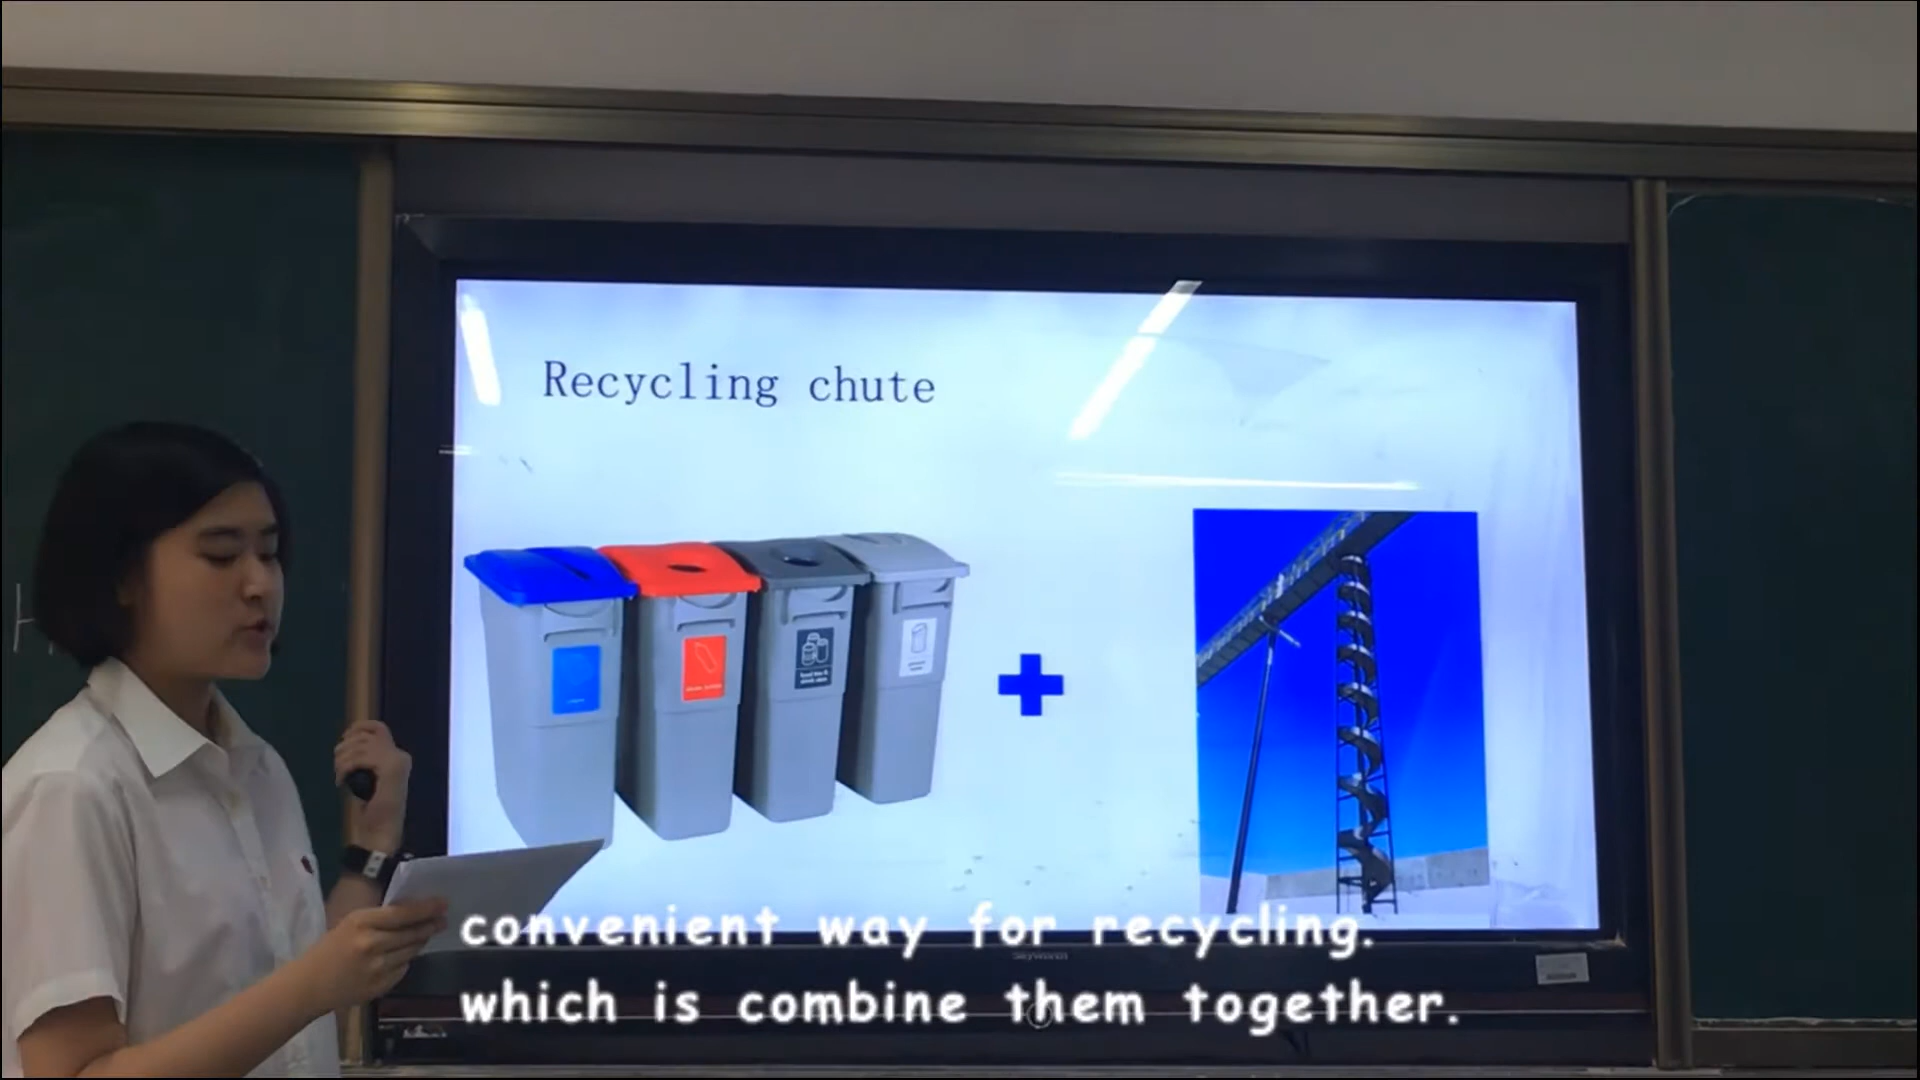 Recycling chute
convenient way for recycling.
which is combine them together.